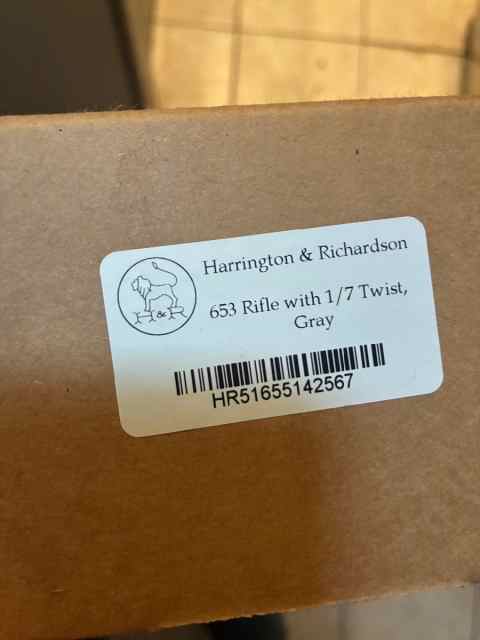 Harrington & Richardson
653 Rifle with 1/7 Twist,
Gray
H & R
HR51655142567